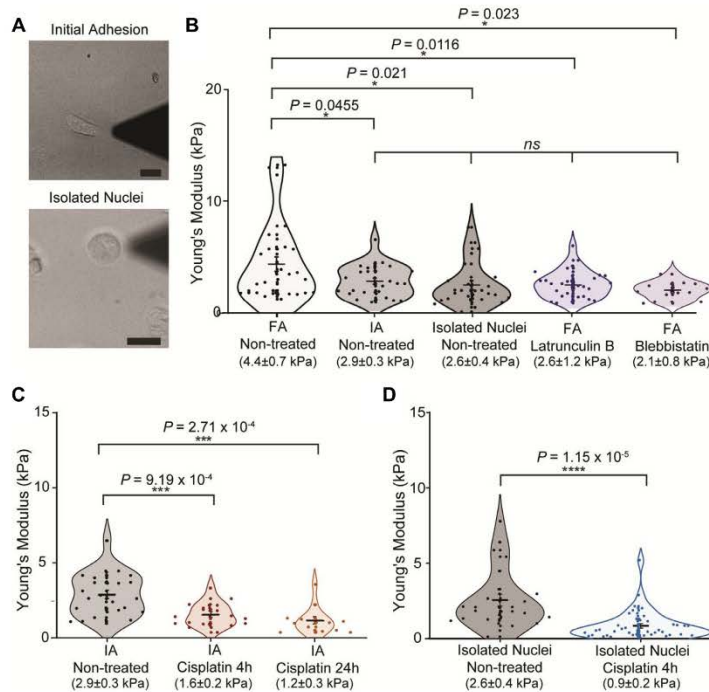 A
Initial Adhesion
Isolated Nuclei
B
P = 0.023
*
P = 0.0116
*
P = 0.021
*
P = 0.0455
*
ns
Young's Modulus (kPa)
20
10
0
FA
Non-treated
(4.4±0.7 kPa)
IA
Non-treated
(2.9±0.3 kPa)
Isolated Nuclei
Non-treated
(2.6±0.4 kPa)
FA
Latrunculin B
(2.6±1.2 kPa)
FA
Blebbistatin
(2.1±0.8 kPa)
C
P = 2.71 x 10⁻⁴
***
P = 9.19 x 10⁻⁴
***
Young's Modulus (kPa)
15
10
5
0
IA
Non-treated
(2.9±0.3 kPa)
IA
Cisplatin 4h
(1.6±0.2 kPa)
IA
Cisplatin 24h
(1.2±0.3 kPa)
D
P = 1.15 x 10⁻⁵
****
Young's Modulus (kPa)
15
10
5
0
Isolated Nuclei
Non-treated
(2.6±0.4 kPa)
Isolated Nuclei
Cisplatin 4h
(0.9±0.2 kPa)